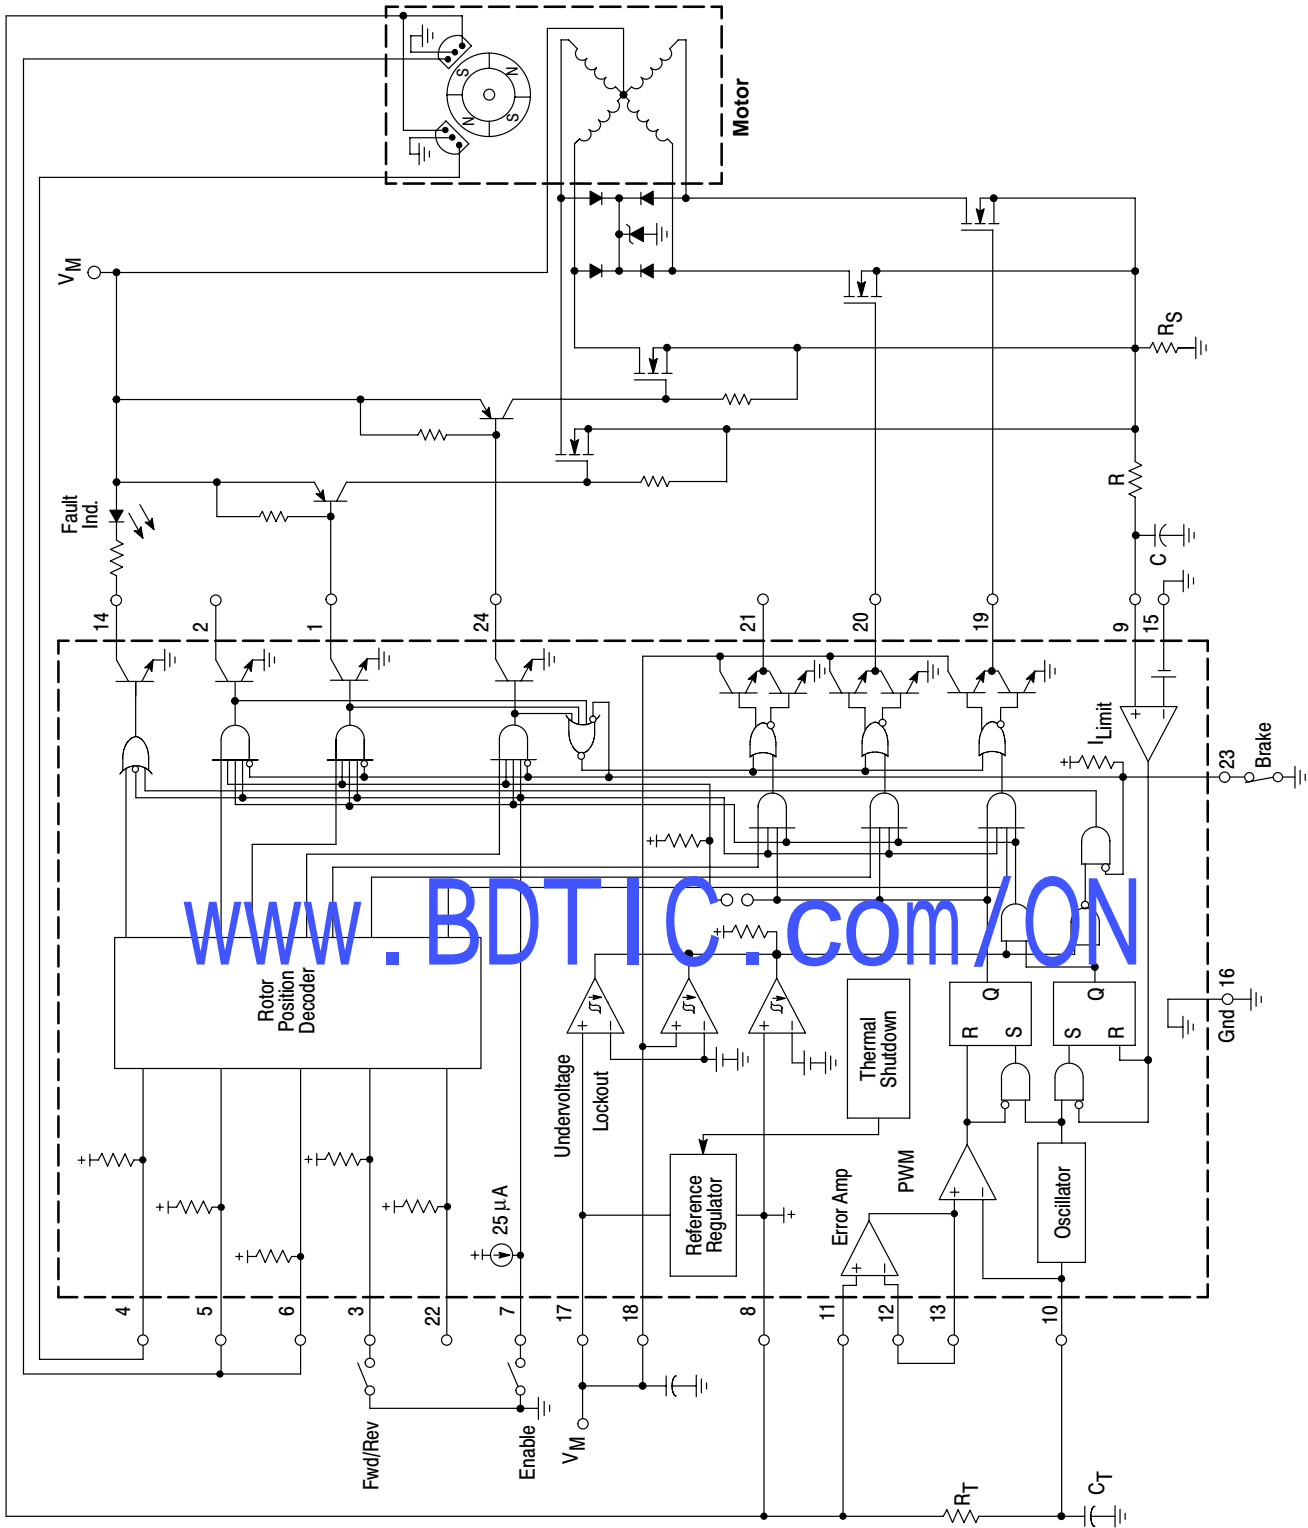 Motor
S
N
N
S
VM
RS
Fault
Ind.
R
C
14
2
1
24
21
20
19
9
15
ILimit
23
Brake
www.BDTIC.com/ON
Rotor
Position
Decoder
Q
Q
R
S
S
R
Gnd 16
Undervoltage
Lockout
Thermal
Shutdown
Reference
Regulator
Error Amp
PWM
Oscillator
25 µA
4
5
6
3
22
7
17
18
8
11
12
13
10
Fwd/Rev
Enable
VM
RT
CT